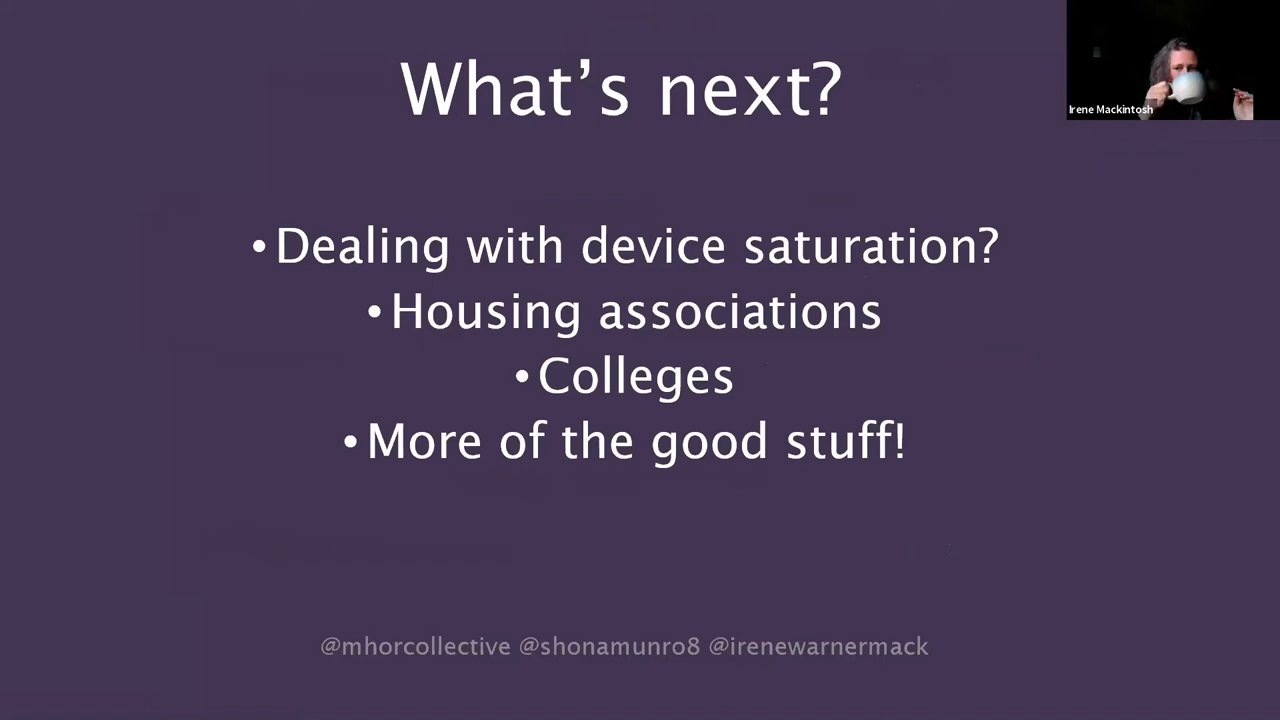 What’s next?
Irene Mackintosh
• Dealing with device saturation?
• Housing associations
• Colleges
• More of the good stuff!
@mhorcollective @shonamunro8 @irenewarnermack